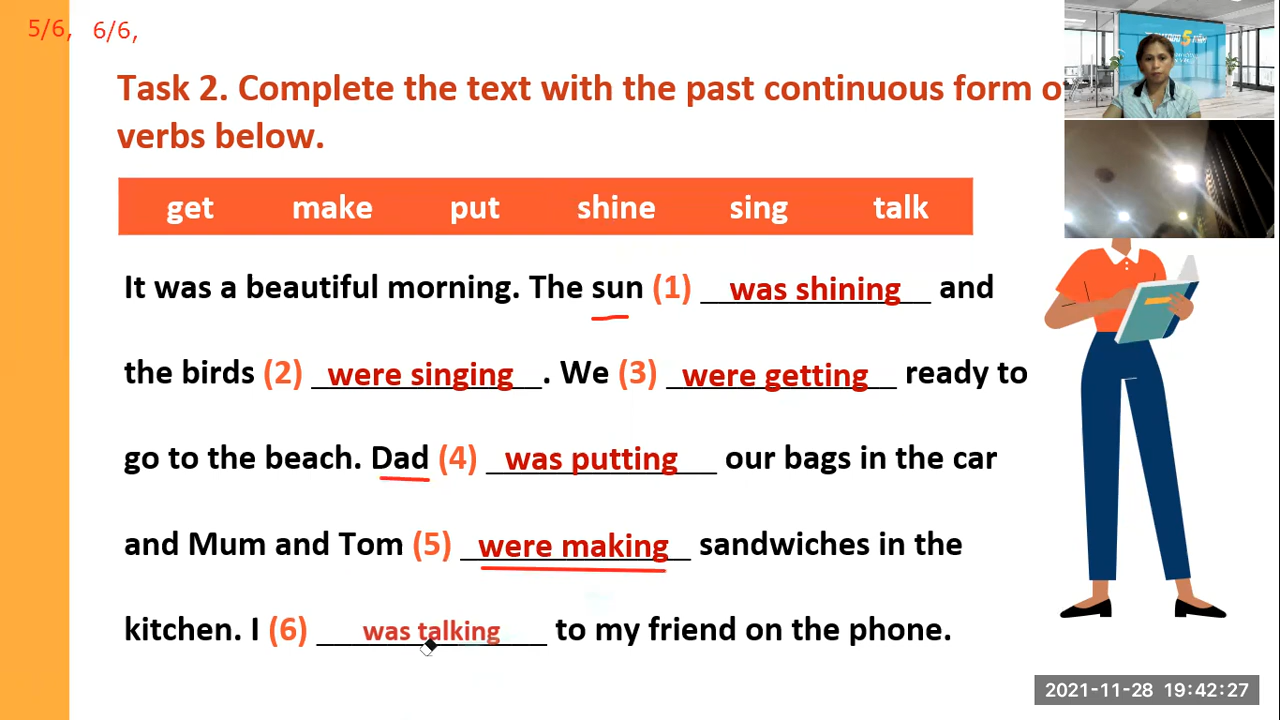 5/6, 6/6,
Task 2. Complete the text with the past continuous form o
verbs below.
get make put shine sing talk
It was a beautiful morning. The sun (1) was shining and
the birds (2) were singing. We (3) were getting ready to
go to the beach. Dad (4) was putting our bags in the car
and Mum and Tom (5) were making sandwiches in the
kitchen. I (6) was talking to my friend on the phone.
2021-11-28 19:42:27